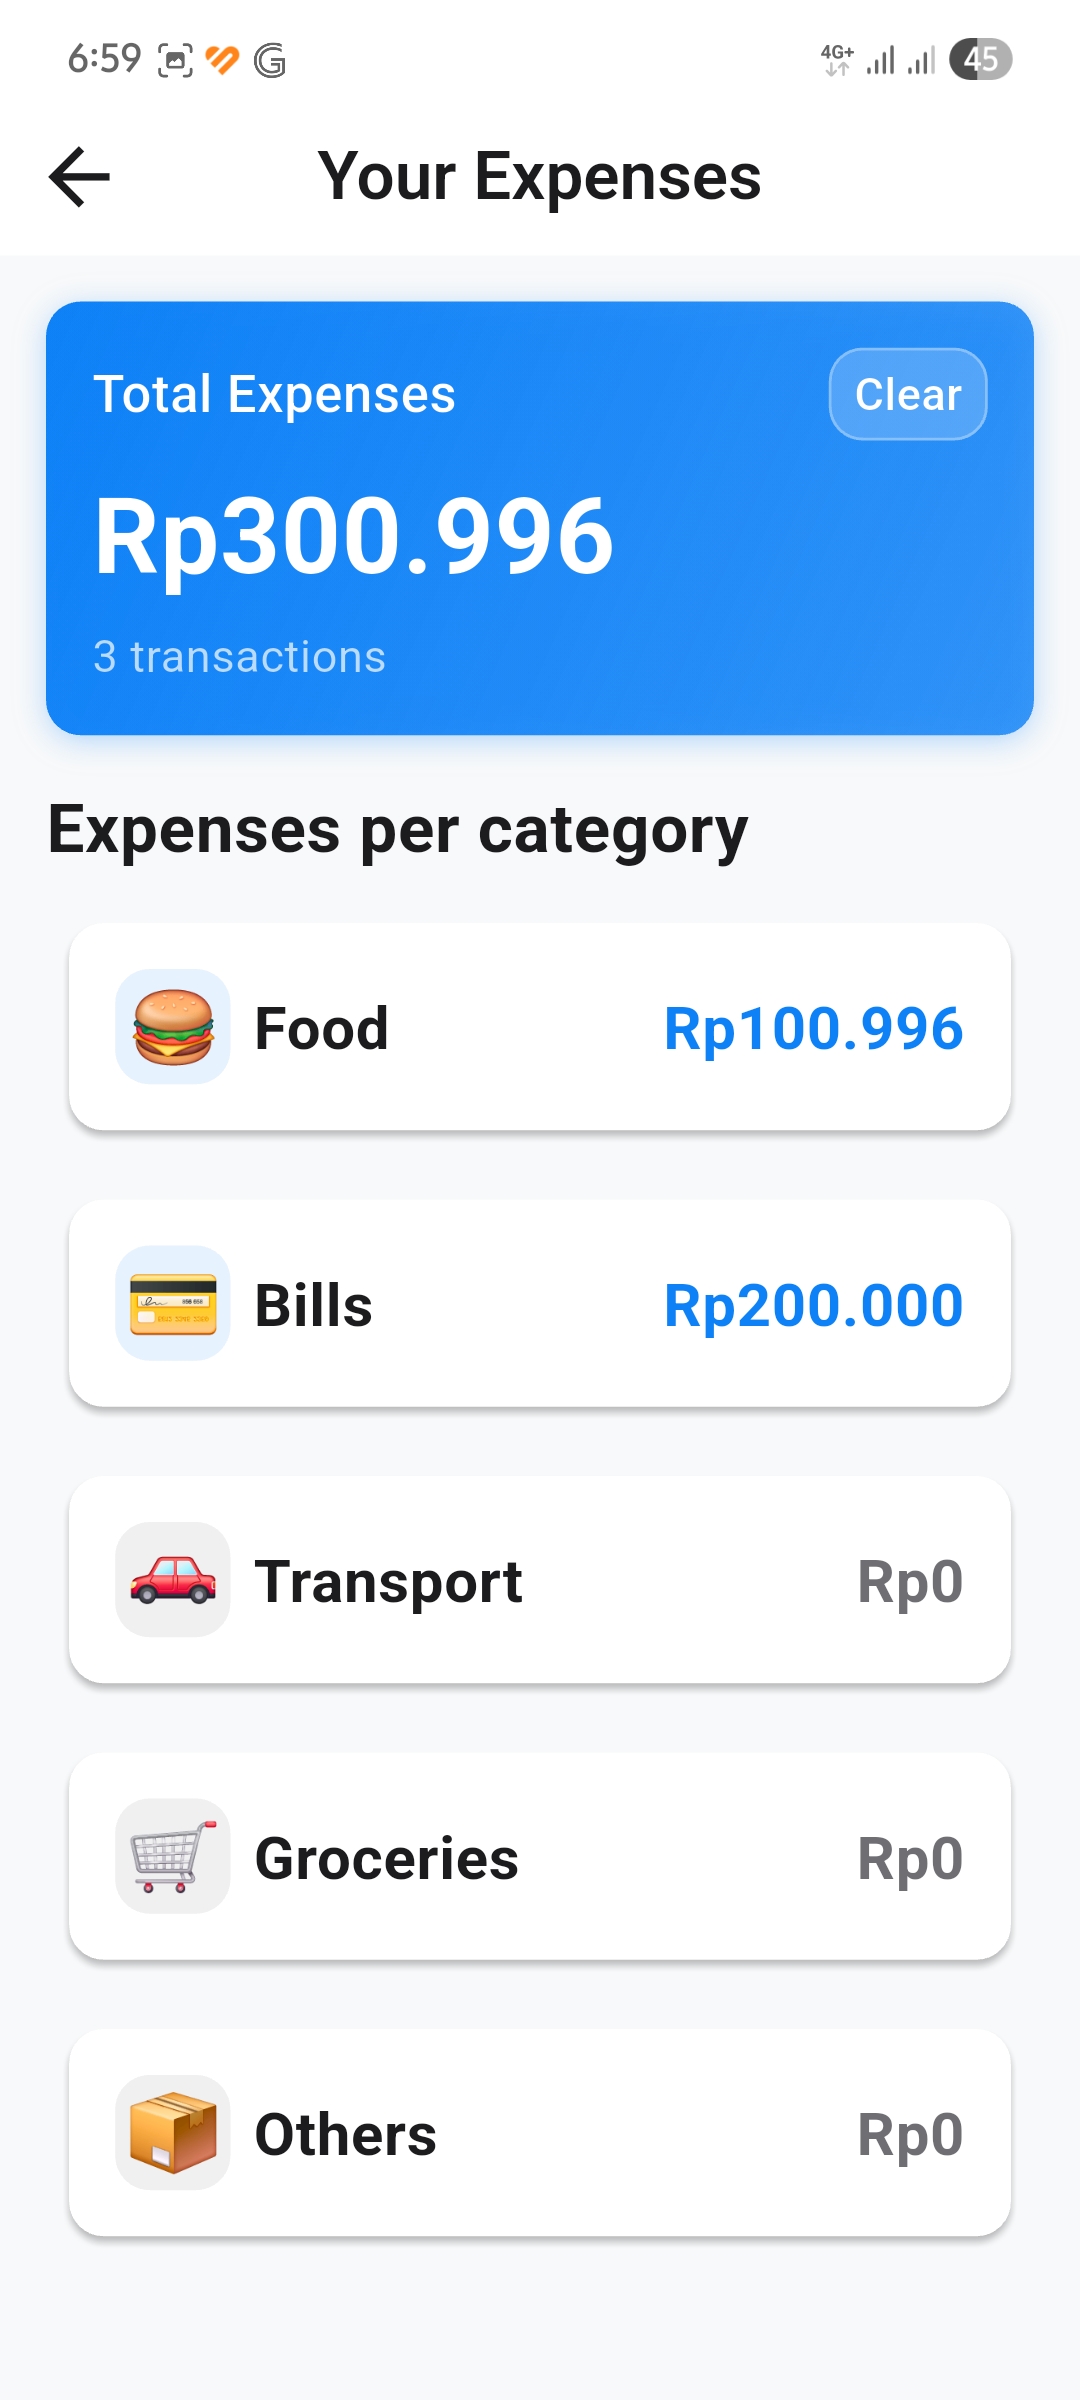 6:59
4G+
45
Your Expenses
Total Expenses
Clear
Rp300.996
3 transactions
Expenses per category
Food
Rp100.996
Bills
Rp200.000
Transport
Rp0
Groceries
Rp0
Others
Rp0